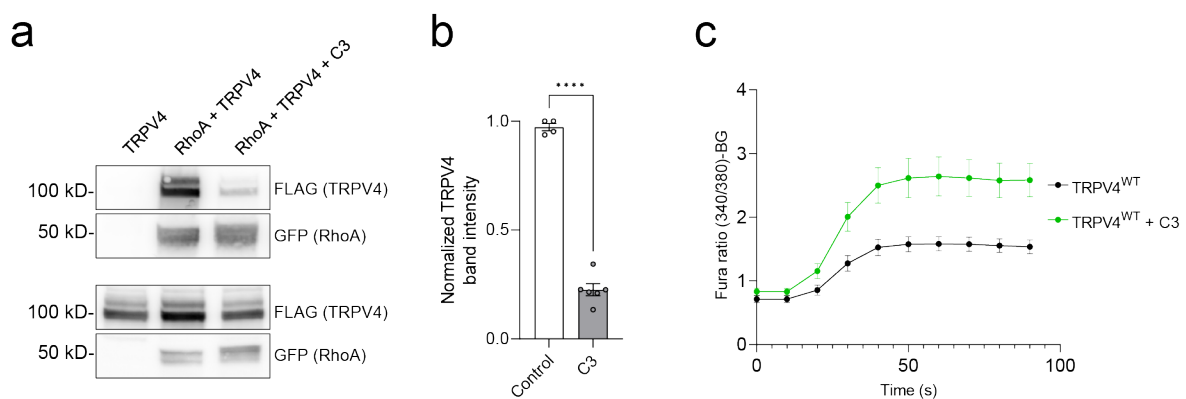 a
TRPV4
RhoA + TRPV4
RhoA + TRPV4 + C3
100 kD-
FLAG (TRPV4)
50 kD-
GFP (RhoA)
100 kD-
FLAG (TRPV4)
50 kD-
GFP (RhoA)
b
****
Normalized TRPV4
band intensity
1.0
0.5
0.0
Control
C3
c
Fura ratio (340/380)-BG
4
3
2
1
0
0
50
100
Time (s)
TRPV4WT
TRPV4WT + C3